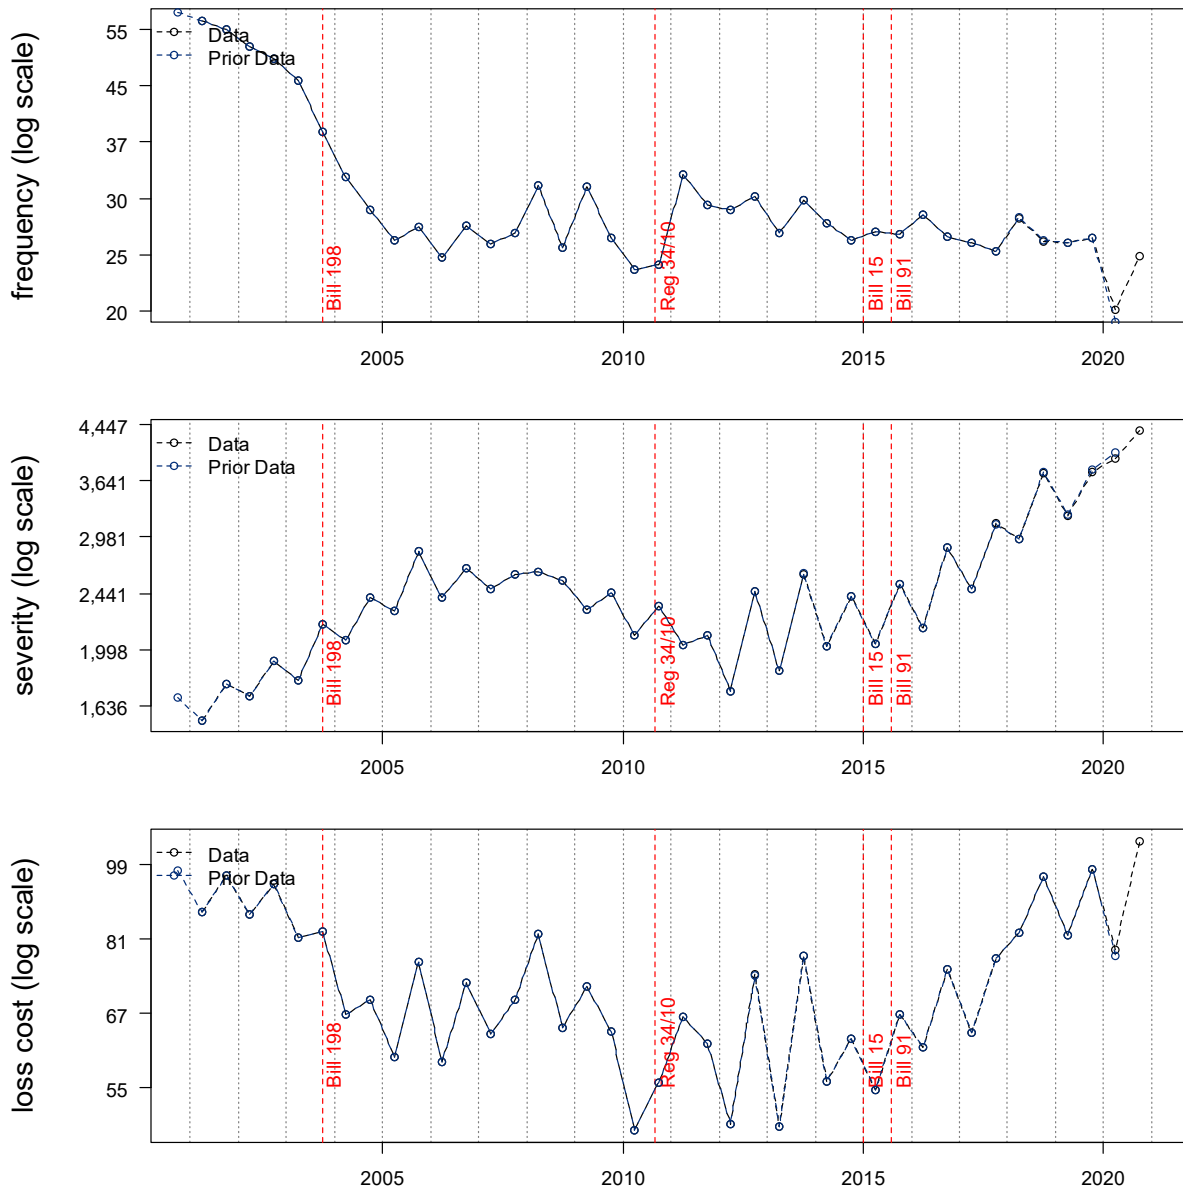 frequency (log scale)
55
45
37
30
25
20
Data
Prior Data
Bill 198
Reg 34/10
Bill 15
Bill 91
2005
2010
2015
2020
severity (log scale)
4,447
3,641
2,981
2,441
1,998
1,636
Data
Prior Data
Bill 198
Reg 34/10
Bill 15
Bill 91
2005
2010
2015
2020
loss cost (log scale)
99
81
67
55
Data
Prior Data
Bill 198
Reg 34/10
Bill 15
Bill 91
2005
2010
2015
2020